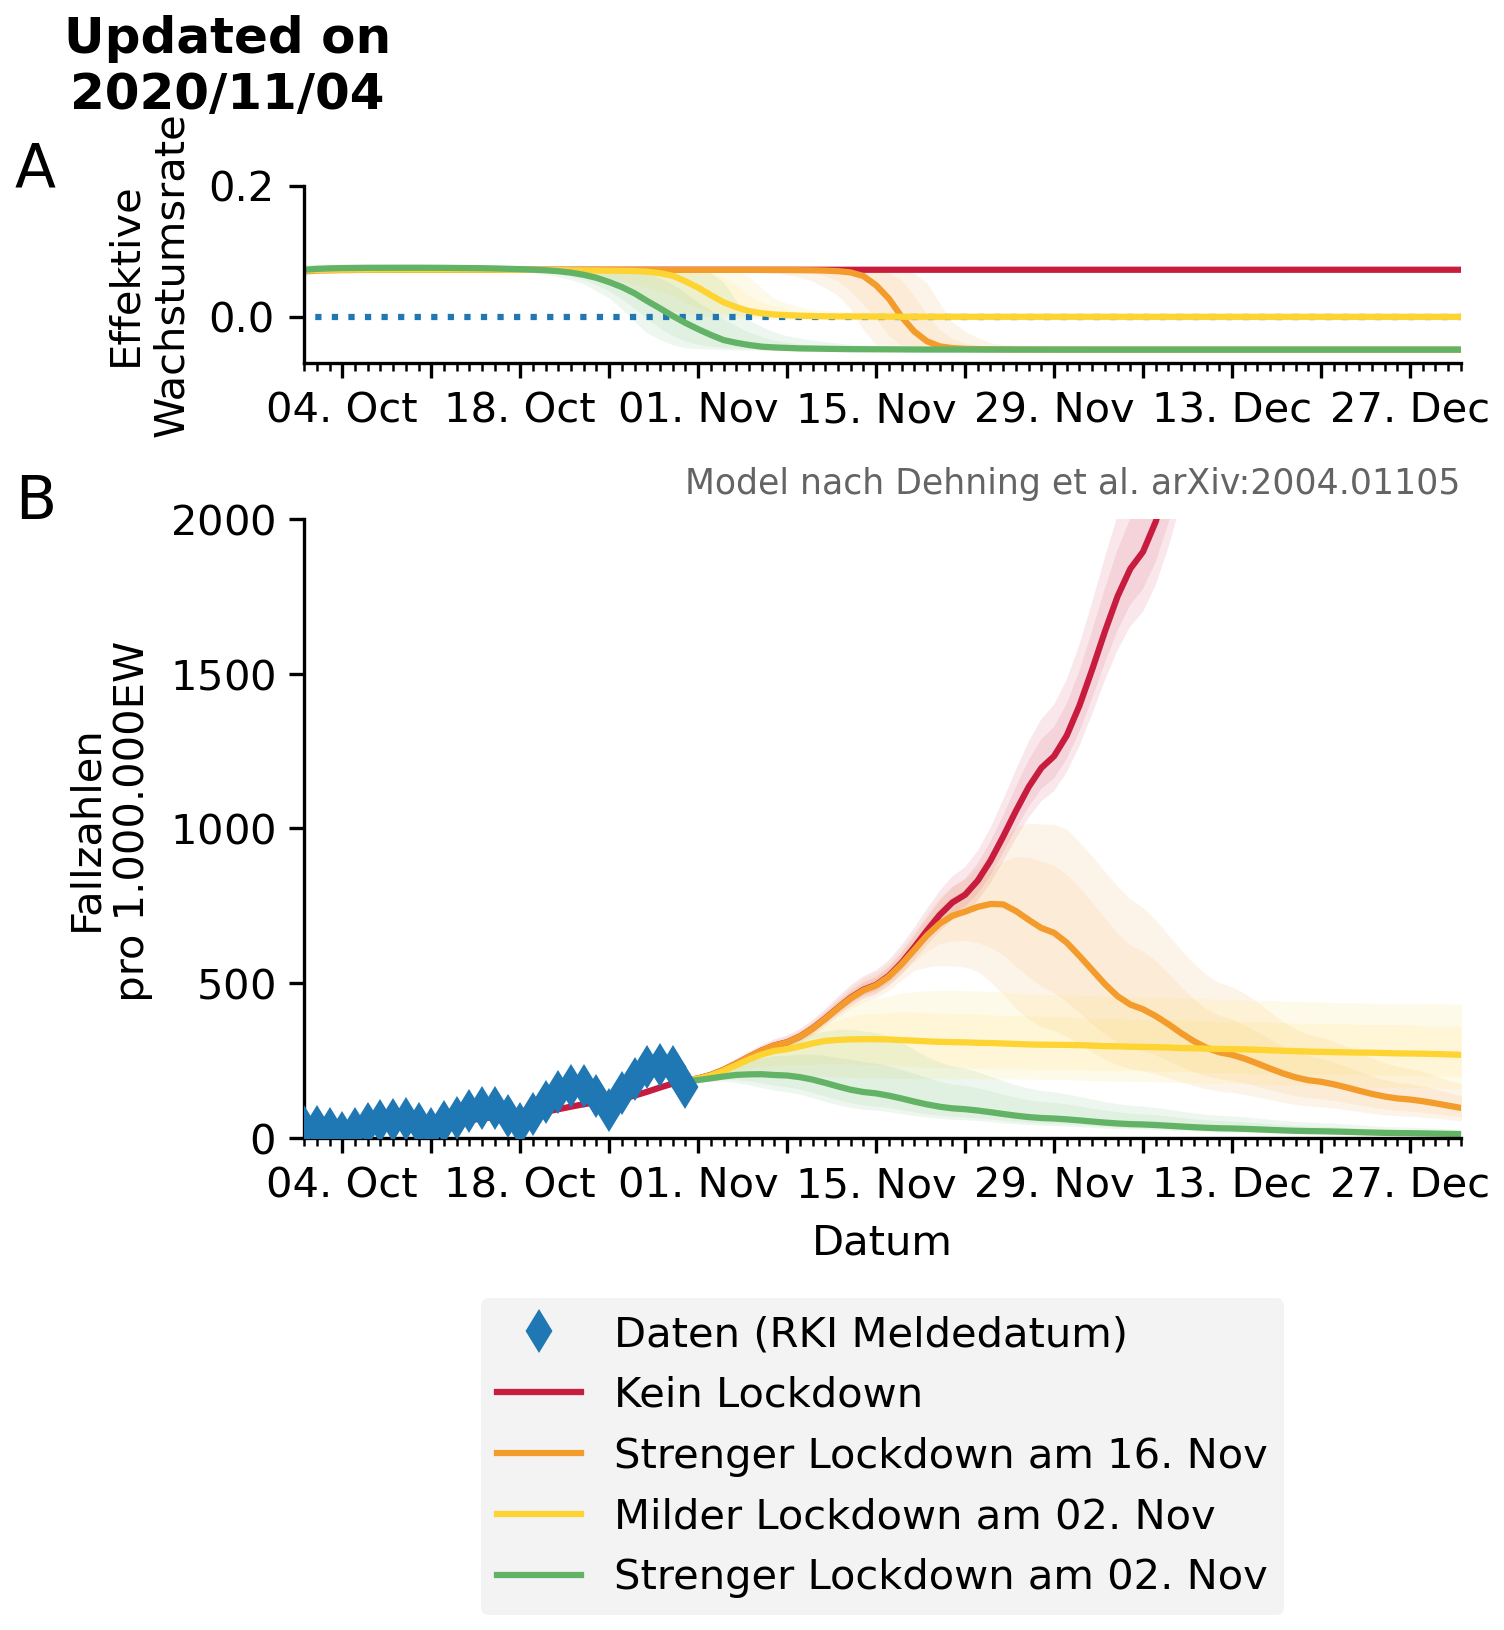 Updated on
2020/11/04
A
Effektive
Wachstumsrate
0.2
0.0
04. Oct 18. Oct 01. Nov 15. Nov 29. Nov 13. Dec 27. Dec
Model nach Dehning et al. arXiv:2004.01105
B
Fallzahlen
pro 1.000.000EW
2000
1500
1000
500
0
04. Oct 18. Oct 01. Nov 15. Nov 29. Nov 13. Dec 27. Dec
Datum
Daten (RKI Meldedatum)
Kein Lockdown
Strenger Lockdown am 16. Nov
Milder Lockdown am 02. Nov
Strenger Lockdown am 02. Nov